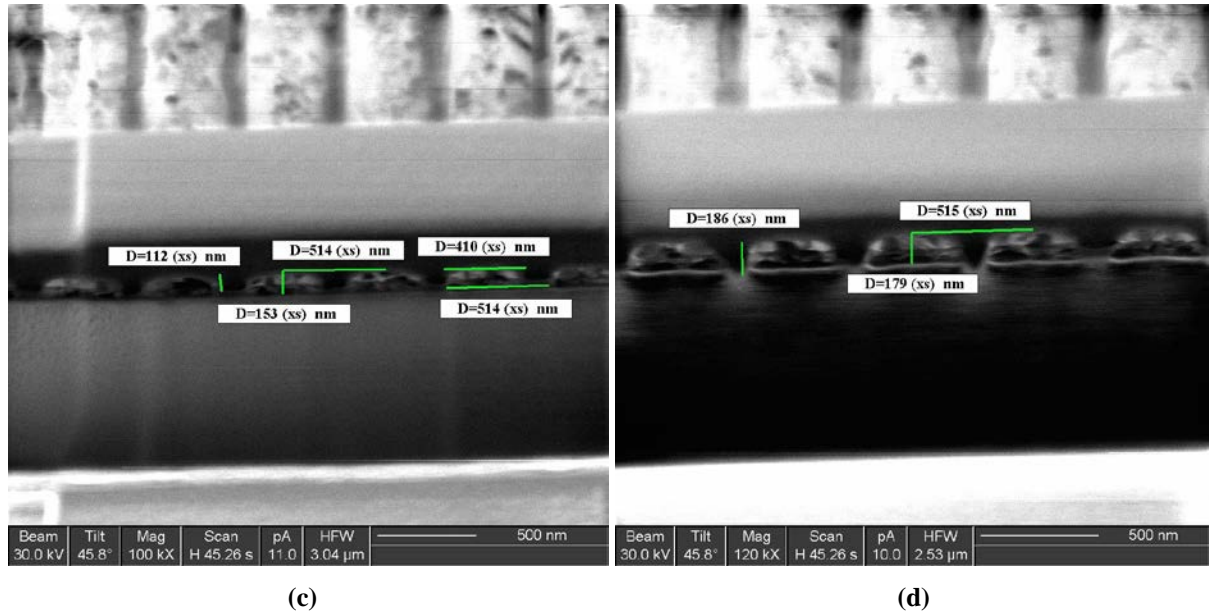 D=112 (xs) nm
D=514 (xs) nm
D=410 (xs) nm
D=153 (xs) nm
D=514 (xs) nm
Beam Tilt Mag Scan pA HFW 500 nm
30.0 kV 45.8° 100 kX H 45.26 s 11.0 3.04 µm
(c)
D=186 (xs) nm
D=515 (xs) nm
D=179 (xs) nm
Beam Tilt Mag Scan pA HFW 500 nm
30.0 kV 45.8° 120 kX H 45.26 s 10.0 2.53 µm
(d)